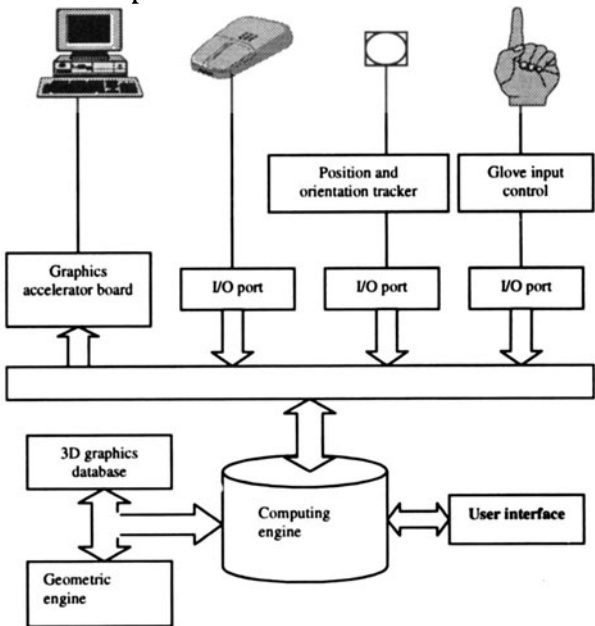 Position and
orientation tracker
Glove input
control
Graphics
accelerator board
I/O port
I/O port
I/O port
3D graphics
database
Computing
engine
User interface
Geometric
engine